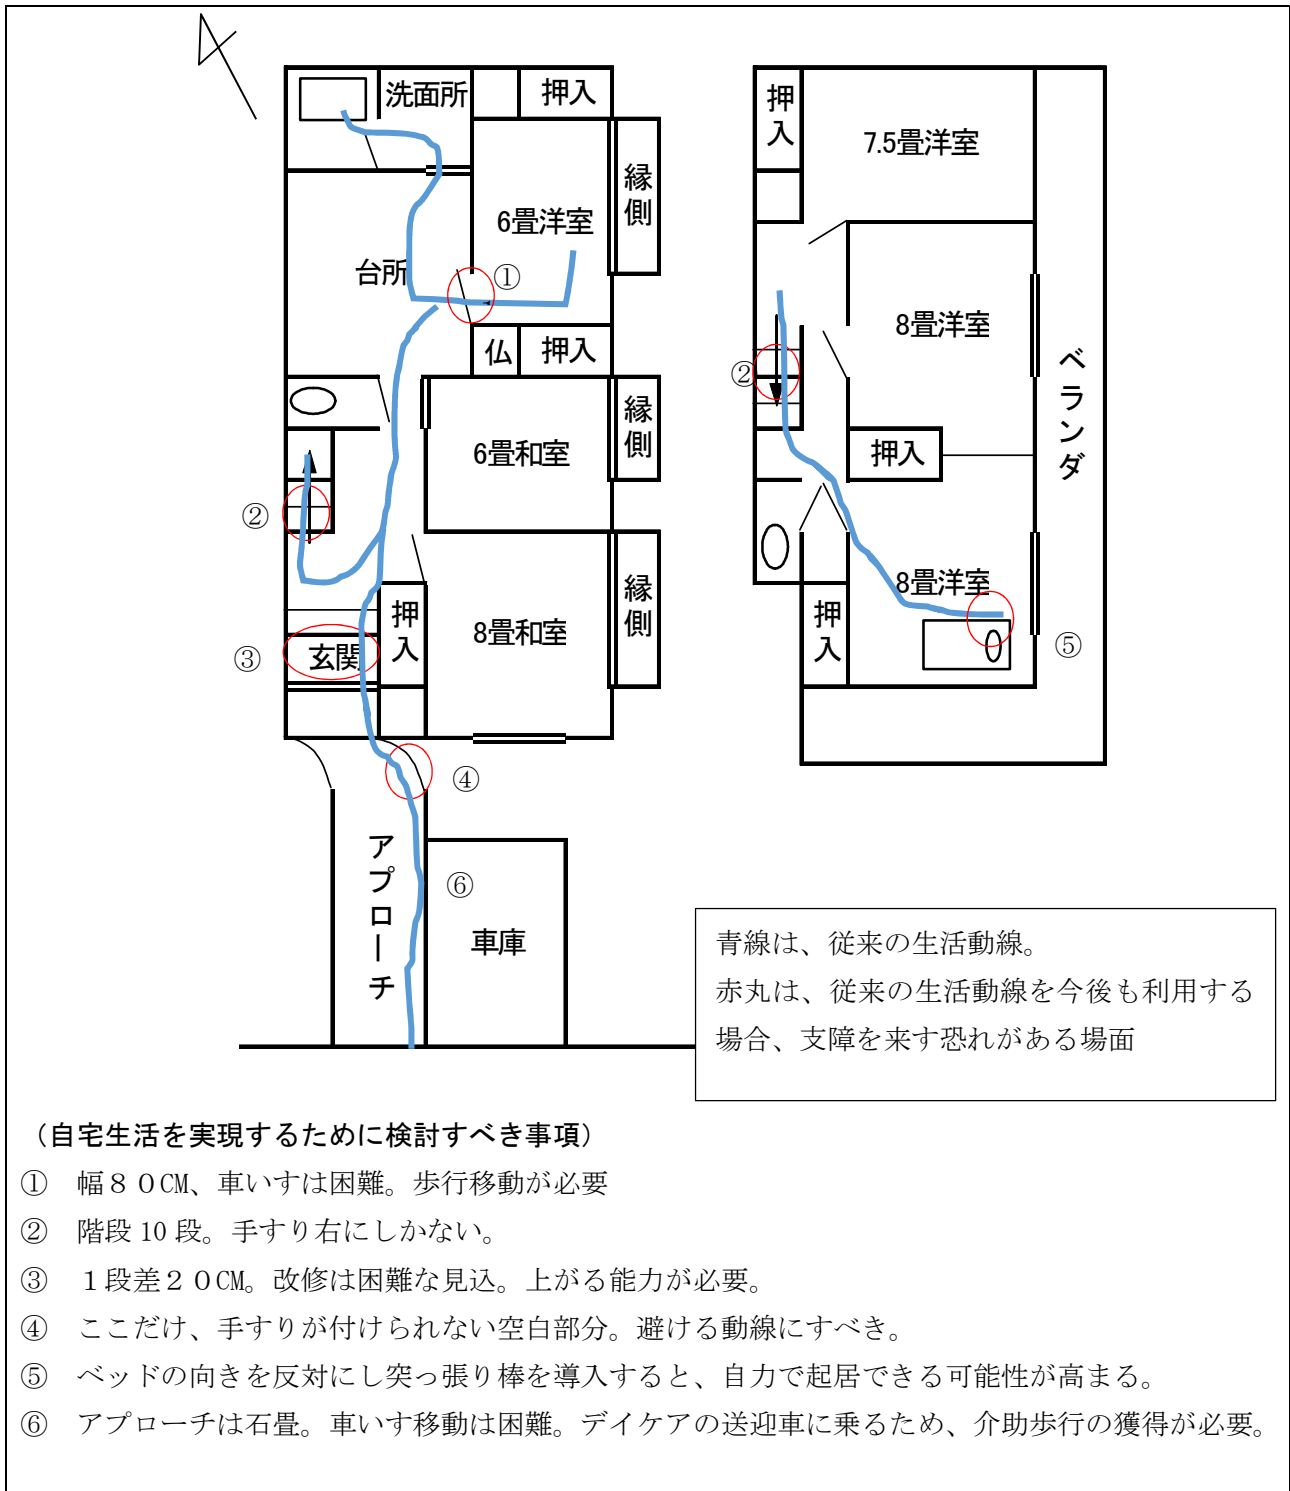 洗面所
押入
6畳洋室
縁側
台所
①
仏
押入
6畳和室
縁側
②
8畳和室
縁側
押入
③
玄関
④
アプローチ
⑥
車庫
押入
7.5畳洋室
8畳洋室
②
押入
ベランダ
8畳洋室
押入
⑤
青線は、従来の生活動線。
赤丸は、従来の生活動線を今後も利用する
場合、支障を来す恐れがある場面
（自宅生活を実現するために検討すべき事項）
①　幅８０CM、車いすは困難。歩行移動が必要
②　階段 10 段。手すり右にしかない。
③　１段差２０CM。改修は困難な見込。上がる能力が必要。
④　ここだけ、手すりが付けられない空白部分。避ける動線にすべき。
⑤　ベッドの向きを反対にし突っ張り棒を導入すると、自力で起居できる可能性が高まる。
⑥　アプローチは石畳。車いす移動は困難。デイケアの送迎車に乗るため、介助歩行の獲得が必要。